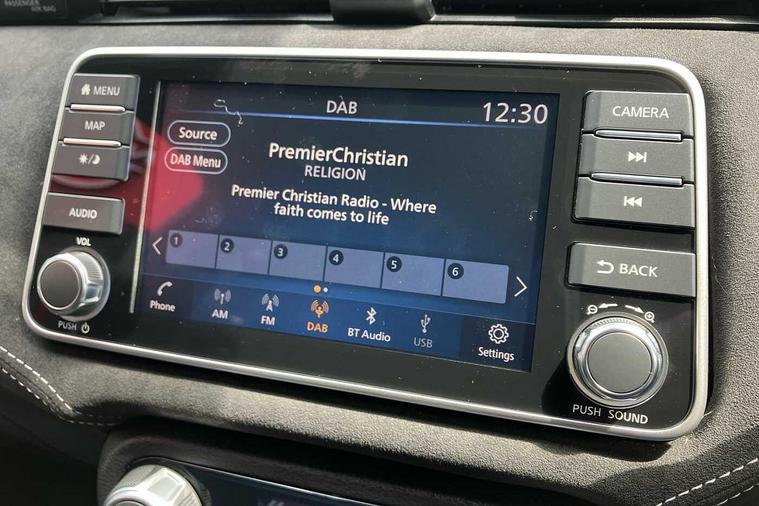 PASSENGER
AIR BAG
MENU
MAP
AUDIO
VOL
PUSH
DAB
12:30
Source
DAB Menu
PremierChristian
RELIGION
Premier Christian Radio - Where
faith comes to life
1
2
3
4
5
6
Phone
AM
FM
DAB
BT Audio
USB
Settings
CAMERA
BACK
PUSH SOUND